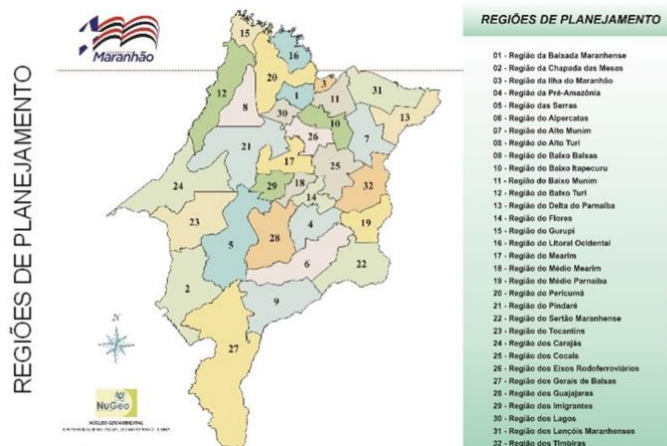 REGIÕES DE PLANEJAMENTO
Maranhão
15
16
20
12
8
1
3
11
31
30
10
13
26
7
21
17
25
24
29
18
14
32
23
5
28
4
19
6
22
2
9
27
N
NuGeo
NÚCLEO GEOAMBIENTAL
REGIÕES DE PLANEJAMENTO
01 - Região da Baixada Maranhense
02 - Região da Chapada das Mesas
03 - Região da Ilha do Maranhão
04 - Região da Pré-Amazônia
05 - Região das Serras
06 - Região do Alpercatas
07 - Região do Alto Munim
08 - Região do Alto Turi
09 - Região do Baixo Balsas
10 - Região do Baixo Itapecuru
11 - Região do Baixo Munim
12 - Região do Baixo Turi
13 - Região do Delta do Parnaíba
14 - Região do Flores
15 - Região do Gurupi
16 - Região do Litoral Ocidental
17 - Região do Mearim
18 - Região do Médio Mearim
19 - Região do Médio Parnaíba
20 - Região do Pericumã
21 - Região do Pindaré
22 - Região do Sertão Maranhense
23 - Região do Tocantins
24 - Região dos Carajás
25 - Região dos Cocais
26 - Região dos Eixos Rodoferroviários
27 - Região dos Gerais de Balsas
28 - Região dos Guajajaras
29 - Região dos Imigrantes
30 - Região dos Lagos
31 - Região dos Lençóis Maranhenses
32 - Região dos Timbiras